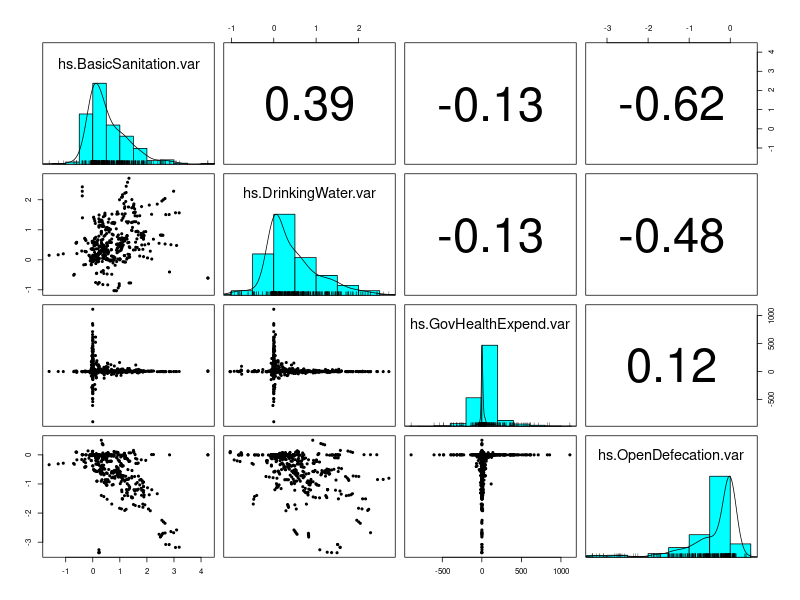 -1 0 1 2 -3 -2 -1 0
hs.BasicSanitation.var 0.39 -0.13 -0.62
-1 0 1 2 3 4
hs.DrinkingWater.var -0.13 -0.48
-1 0 1 2
hs.GovHealthExpend.var 0.12
-500 0 500 1000
hs.OpenDefecation.var
-3 -2 -1 0
-1 0 1 2 3 4 -500 0 500 1000